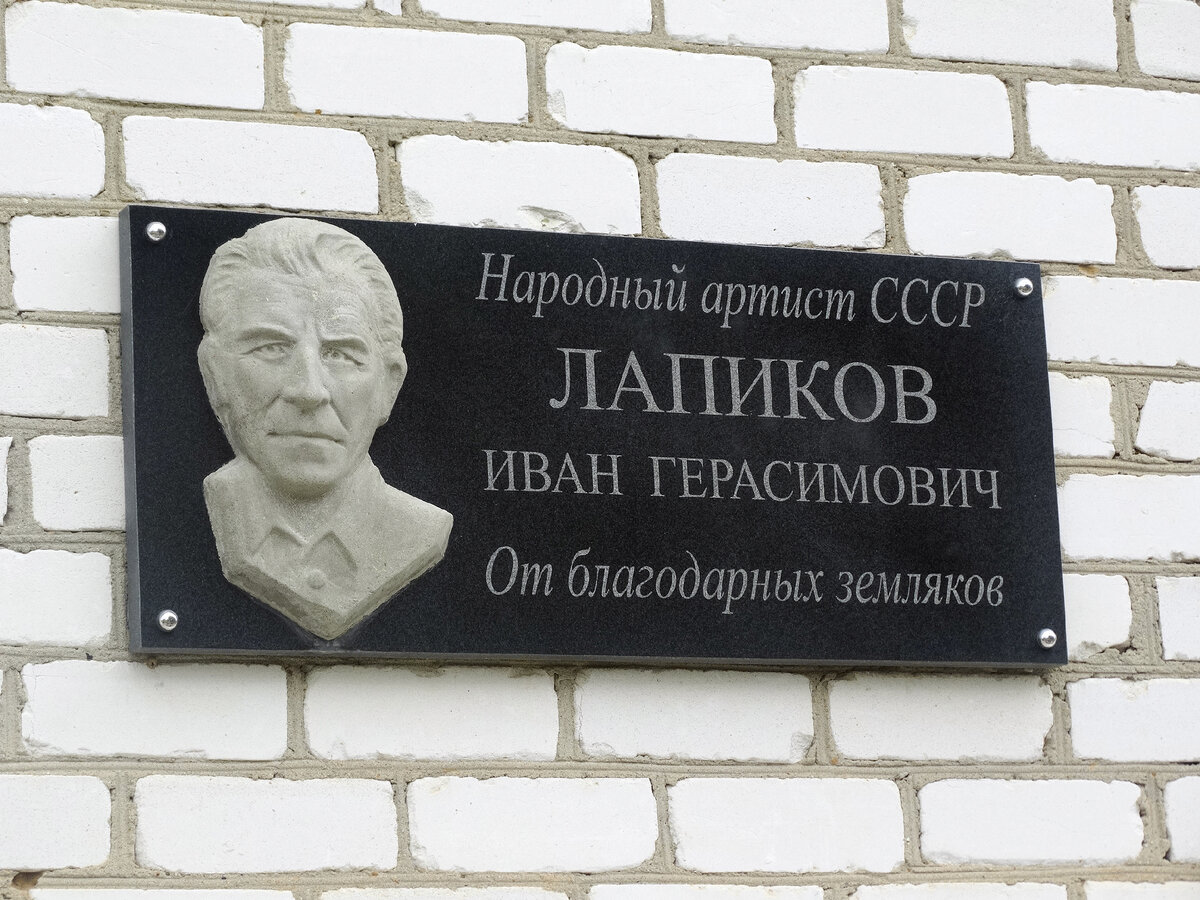 Народный артист СССР
ЛАПИКОВ
ИВАН ГЕРАСИМОВИЧ
От благодарных земляков